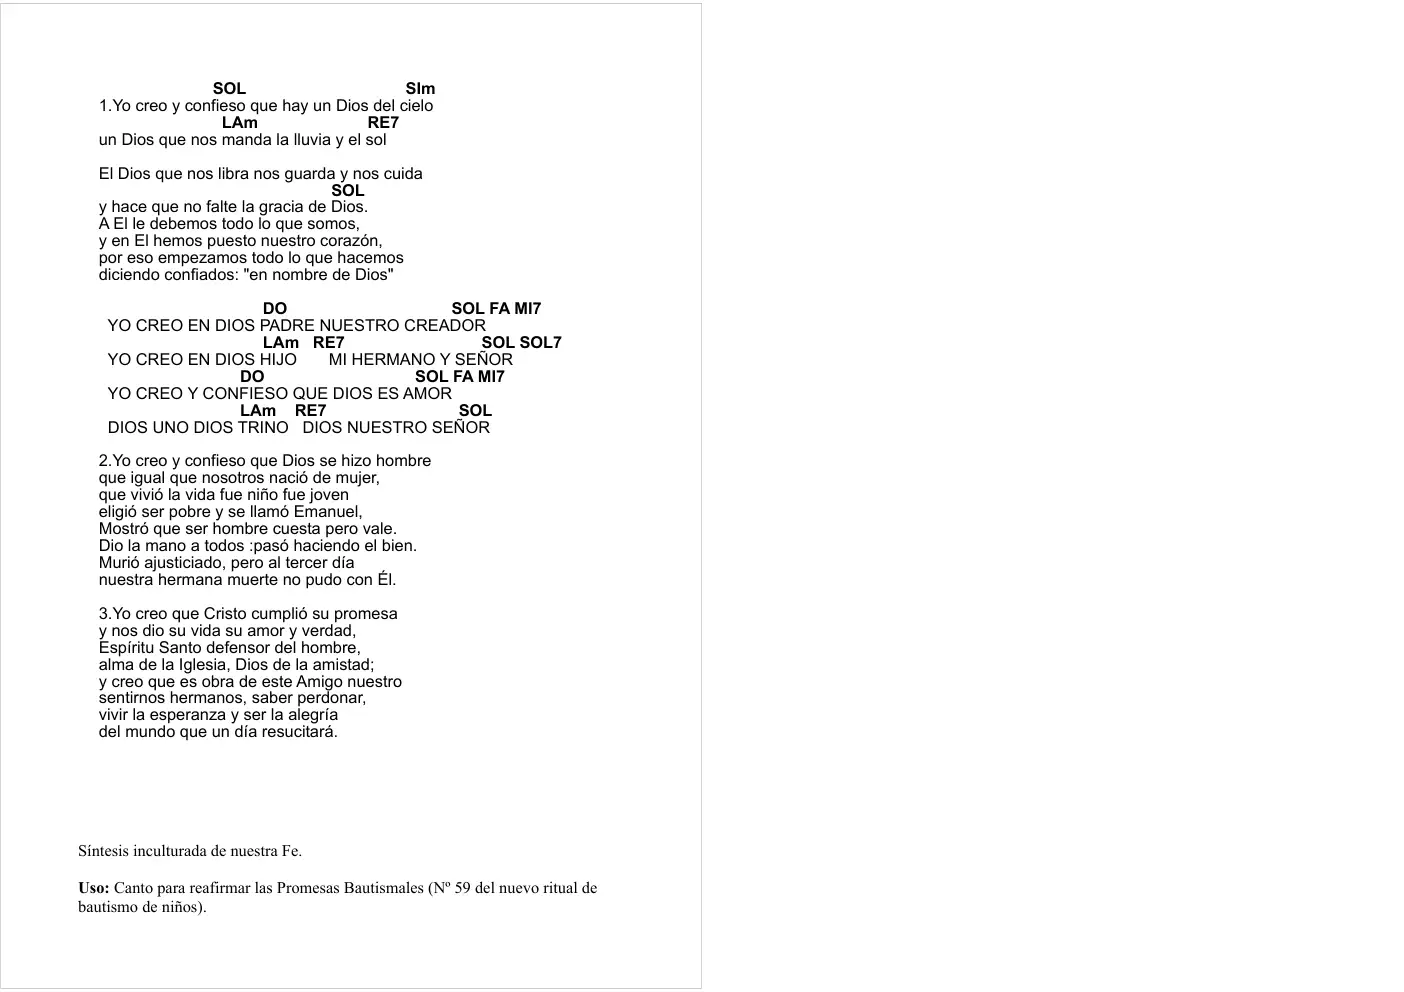 SOL SIm
1.Yo creo y confieso que hay un Dios del cielo
LAm RE7
un Dios que nos manda la lluvia y el sol
El Dios que nos libra nos guarda y nos cuida
SOL
y hace que no falte la gracia de Dios.
A El le debemos todo lo que somos,
y en El hemos puesto nuestro corazón,
por eso empezamos todo lo que hacemos
diciendo confiados: "en nombre de Dios"
DO SOL FA MI7
YO CREO EN DIOS PADRE NUESTRO CREADOR
LAm RE7 SOL SOL7
YO CREO EN DIOS HIJO MI HERMANO Y SEÑOR
DO SOL FA MI7
YO CREO Y CONFIESO QUE DIOS ES AMOR
LAm RE7 SOL
DIOS UNO DIOS TRINO DIOS NUESTRO SEÑOR
2.Yo creo y confieso que Dios se hizo hombre
que igual que nosotros nació de mujer,
que vivió la vida fue niño fue joven
eligió ser pobre y se llamó Emanuel,
Mostró que ser hombre cuesta pero vale.
Dio la mano a todos :pasó haciendo el bien.
Murió ajusticiado, pero al tercer día
nuestra hermana muerte no pudo con Él.
3.Yo creo que Cristo cumplió su promesa
y nos dio su vida su amor y verdad,
Espíritu Santo defensor del hombre,
alma de la Iglesia, Dios de la amistad;
y creo que es obra de este Amigo nuestro
sentirnos hermanos, saber perdonar,
vivir la esperanza y ser la alegría
del mundo que un día resucitará.
Síntesis inculturada de nuestra Fe.
Uso: Canto para reafirmar las Promesas Bautismales (Nº 59 del nuevo ritual de
bautismo de niños).